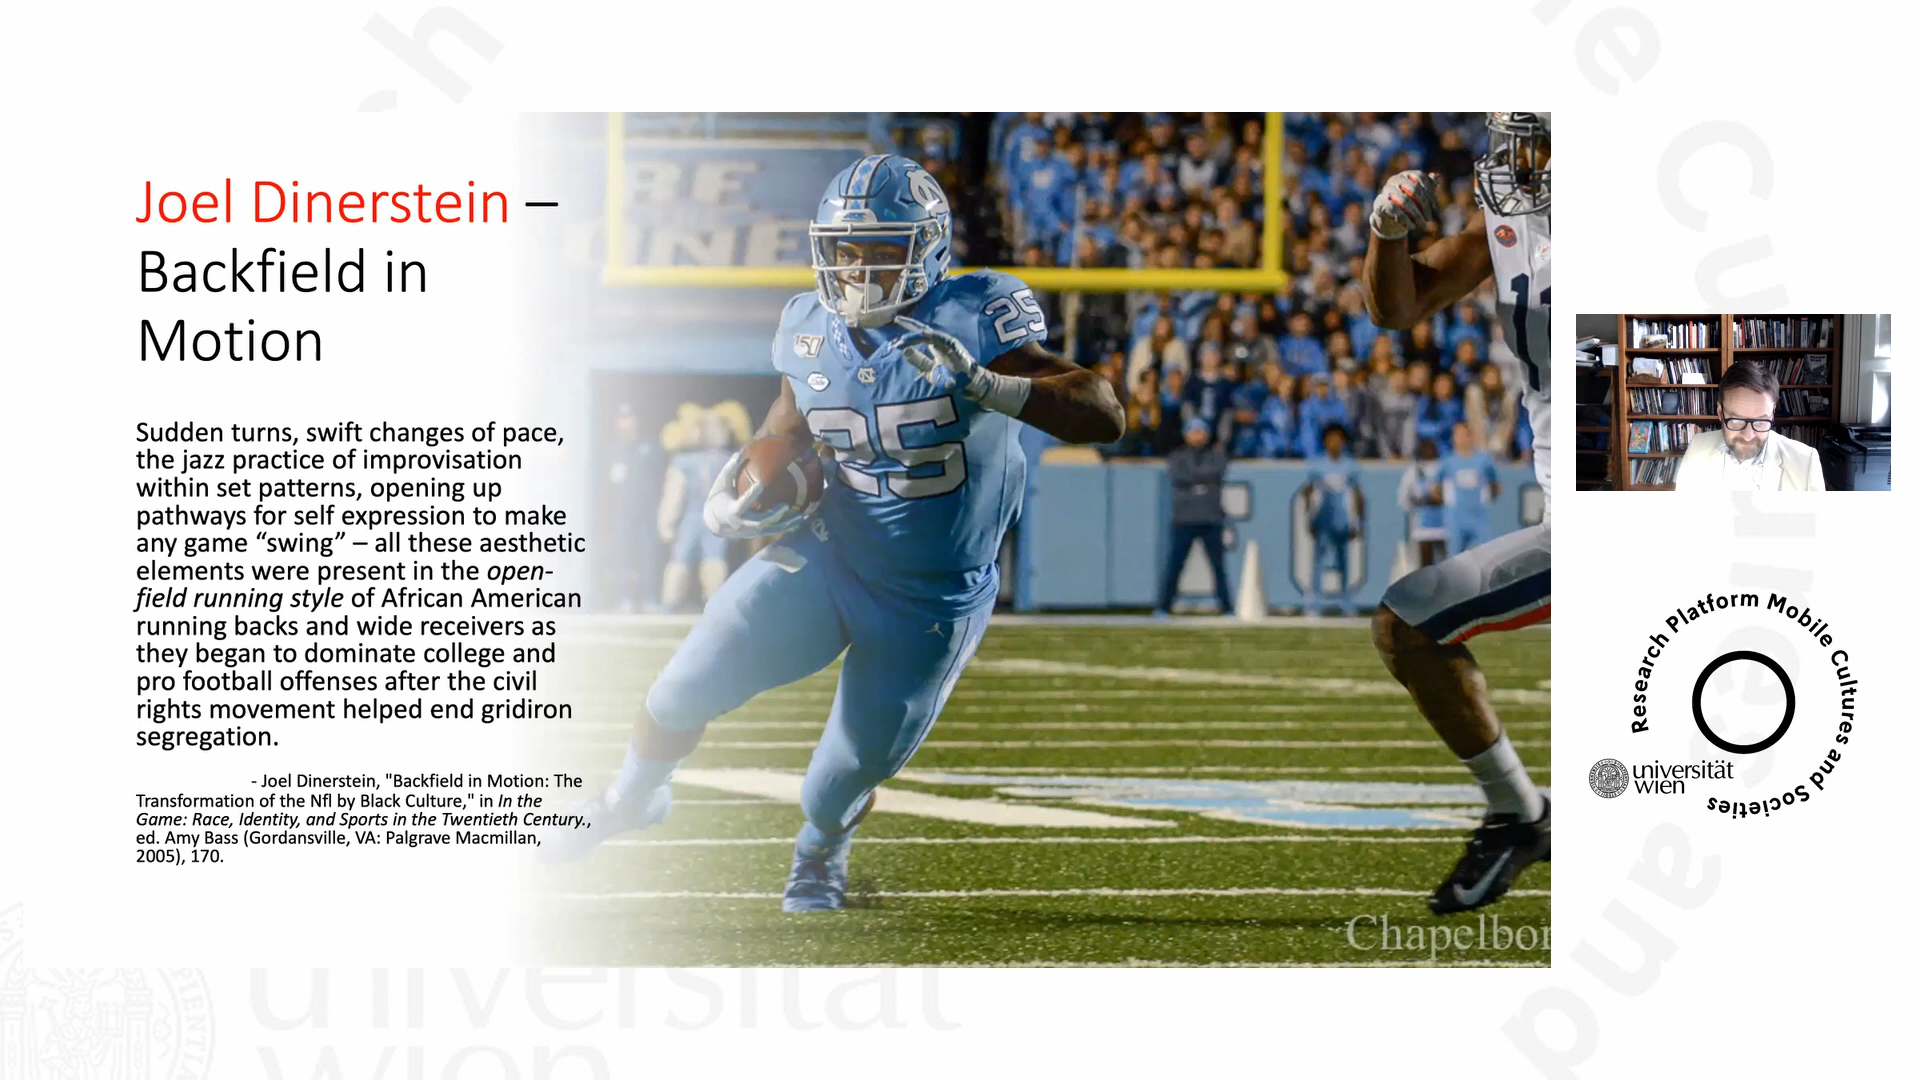 Joel Dinerstein –
Backfield in
Motion
Sudden turns, swift changes of pace,
the jazz practice of improvisation
within set patterns, opening up
pathways for self expression to make
any game “swing” – all these aesthetic
elements were present in the open-
field running style of African American
running backs and wide receivers as
they began to dominate college and
pro football offenses after the civil
rights movement helped end gridiron
segregation.
- Joel Dinerstein, "Backfield in Motion: The
Transformation of the Nfl by Black Culture," in In the
Game: Race, Identity, and Sports in the Twentieth Century.,
ed. Amy Bass (Gordansville, VA: Palgrave Macmillan,
2005), 170.
25
25
150
Chapelbor
Research Platform Mobile Cultures and Societies
universität
wien
universität
wien